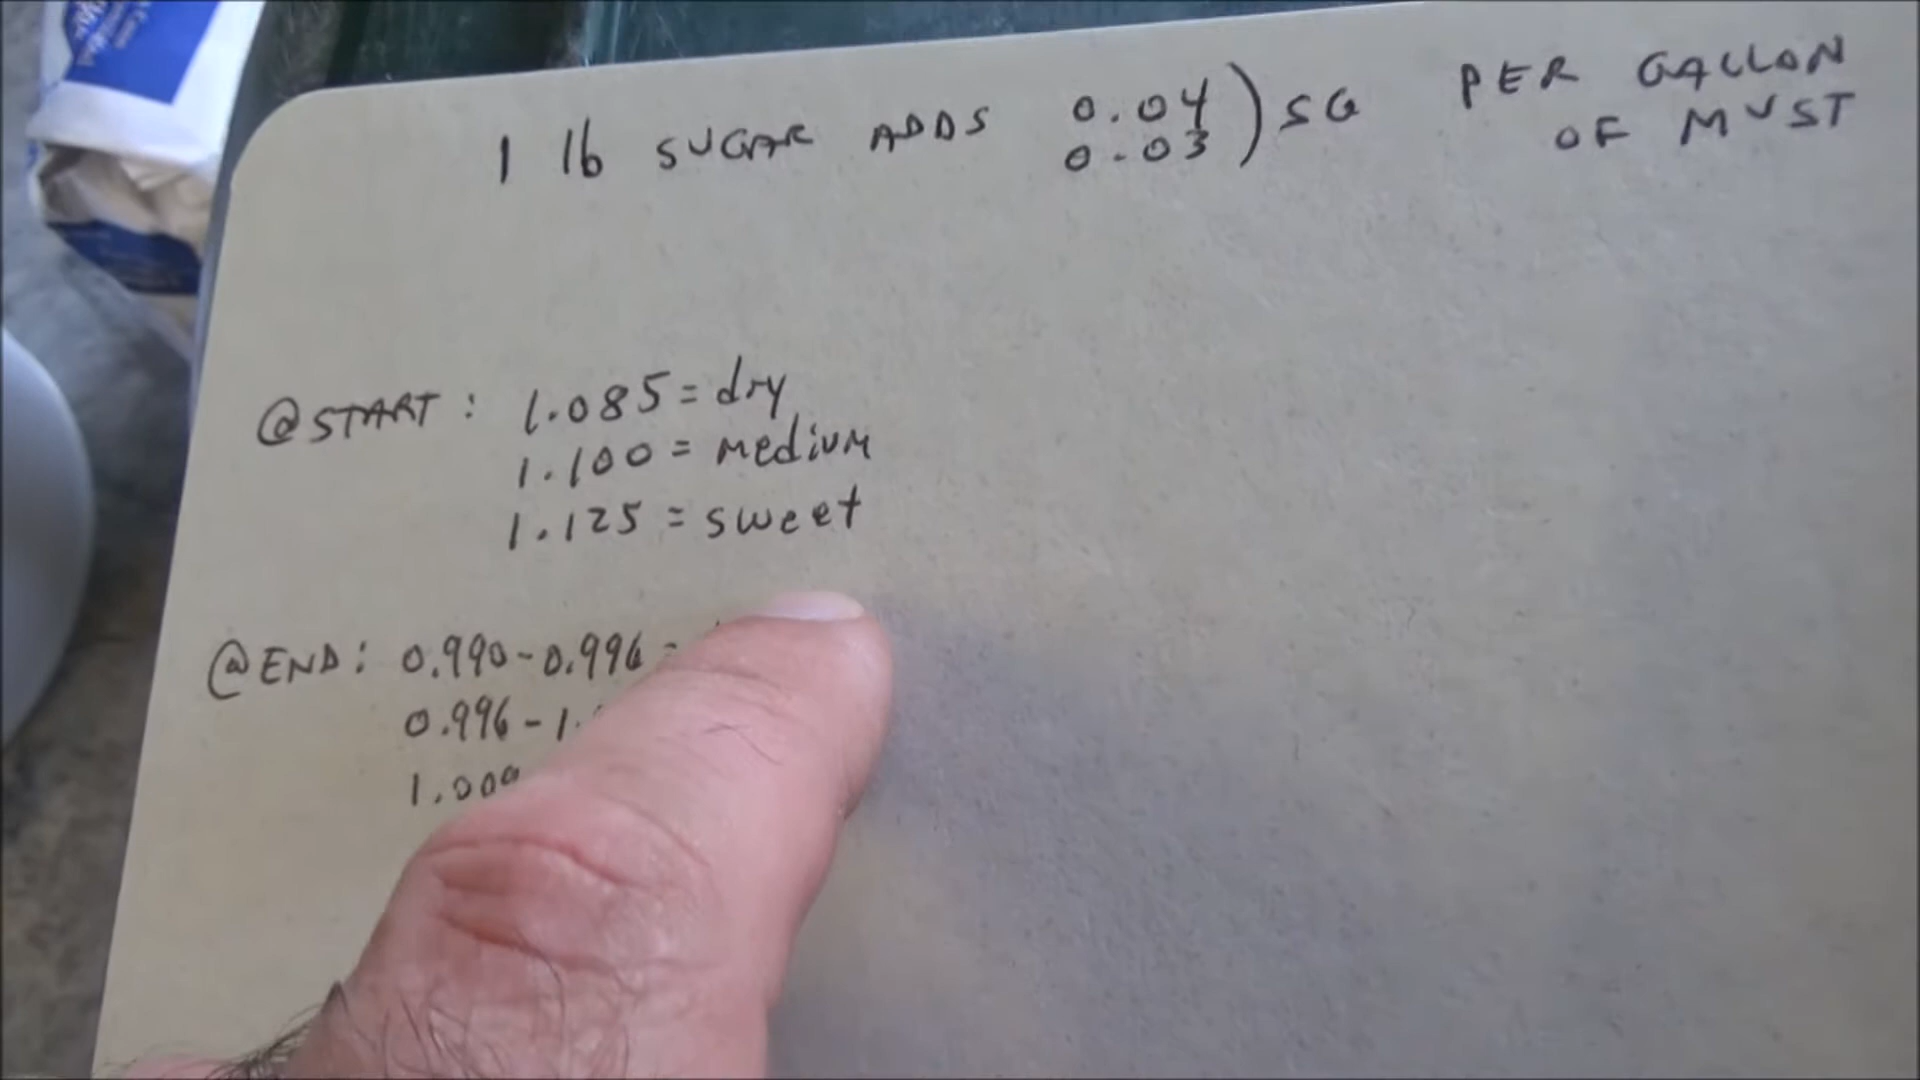 1 lb SUGAR ADDS 0.04 ) SG PER GALLON
0.03 OF MUST
@START: 1.085 = dry
1.100 = medium
1.125 = sweet
@END: 0.990 - 0.996 =
0.996 - 1.
1.009